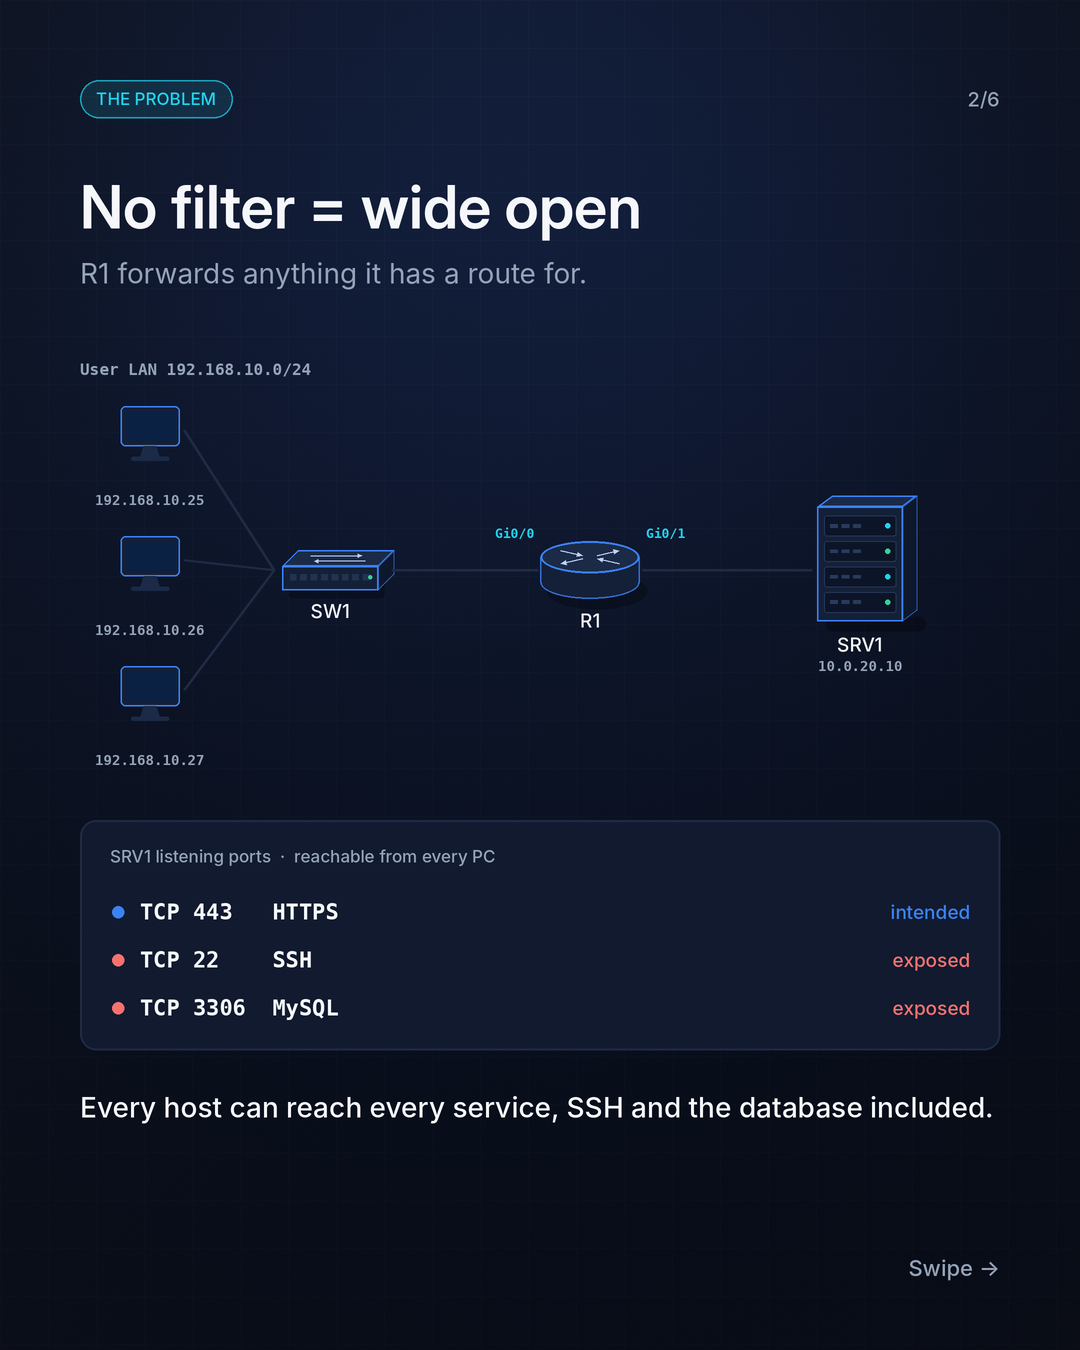 THE PROBLEM
2/6
No filter = wide open
R1 forwards anything it has a route for.
User LAN 192.168.10.0/24
192.168.10.25
192.168.10.26
192.168.10.27
SW1
Gi0/0
Gi0/1
R1
SRV1
10.0.20.10
SRV1 listening ports · reachable from every PC
TCP 443 HTTPS intended
TCP 22 SSH exposed
TCP 3306 MySQL exposed
Every host can reach every service, SSH and the database included.
Swipe →